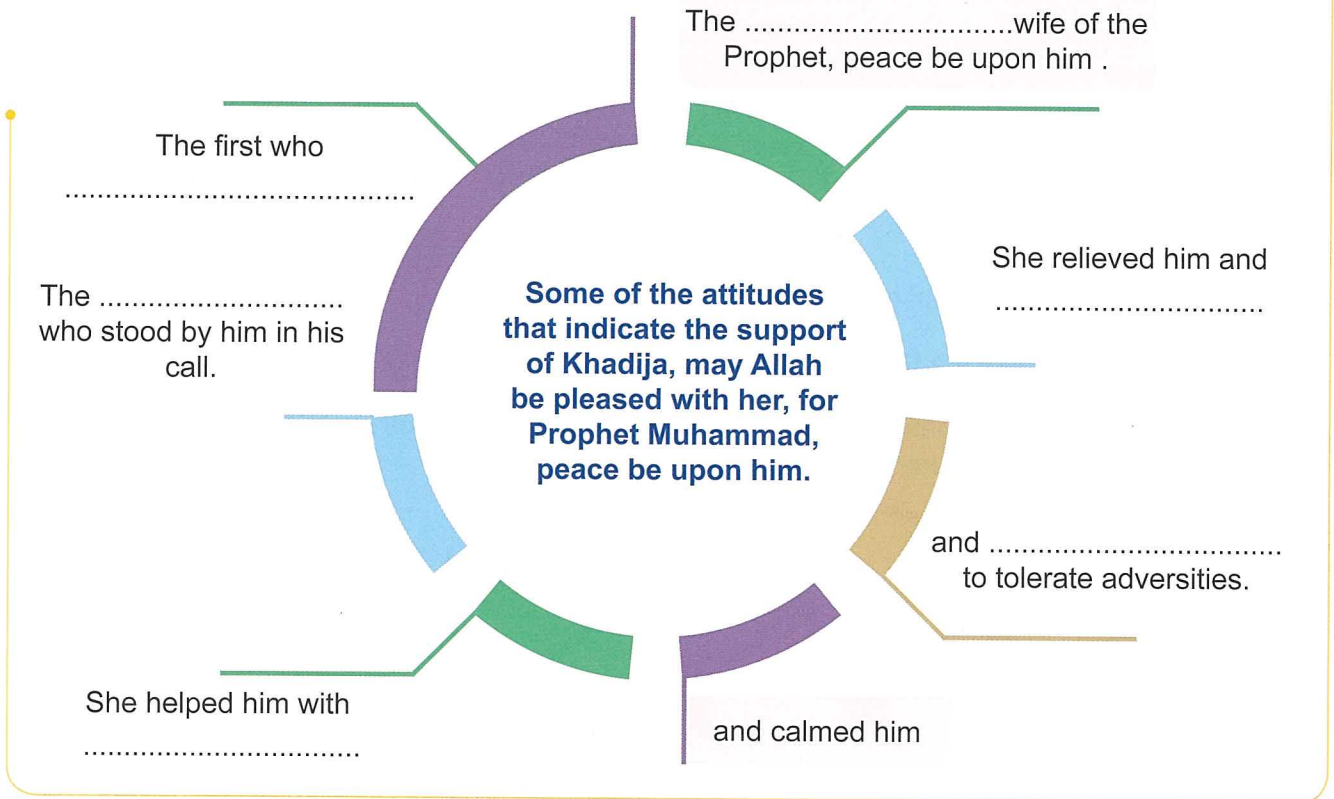 The .................................wife of the
Prophet, peace be upon him .
The first who
...........................................
She relieved him and
.................................
The ..............................
who stood by him in his
call.
Some of the attitudes
that indicate the support
of Khadija, may Allah
be pleased with her, for
Prophet Muhammad,
peace be upon him.
and ....................................
to tolerate adversities.
She helped him with
..................................
and calmed him